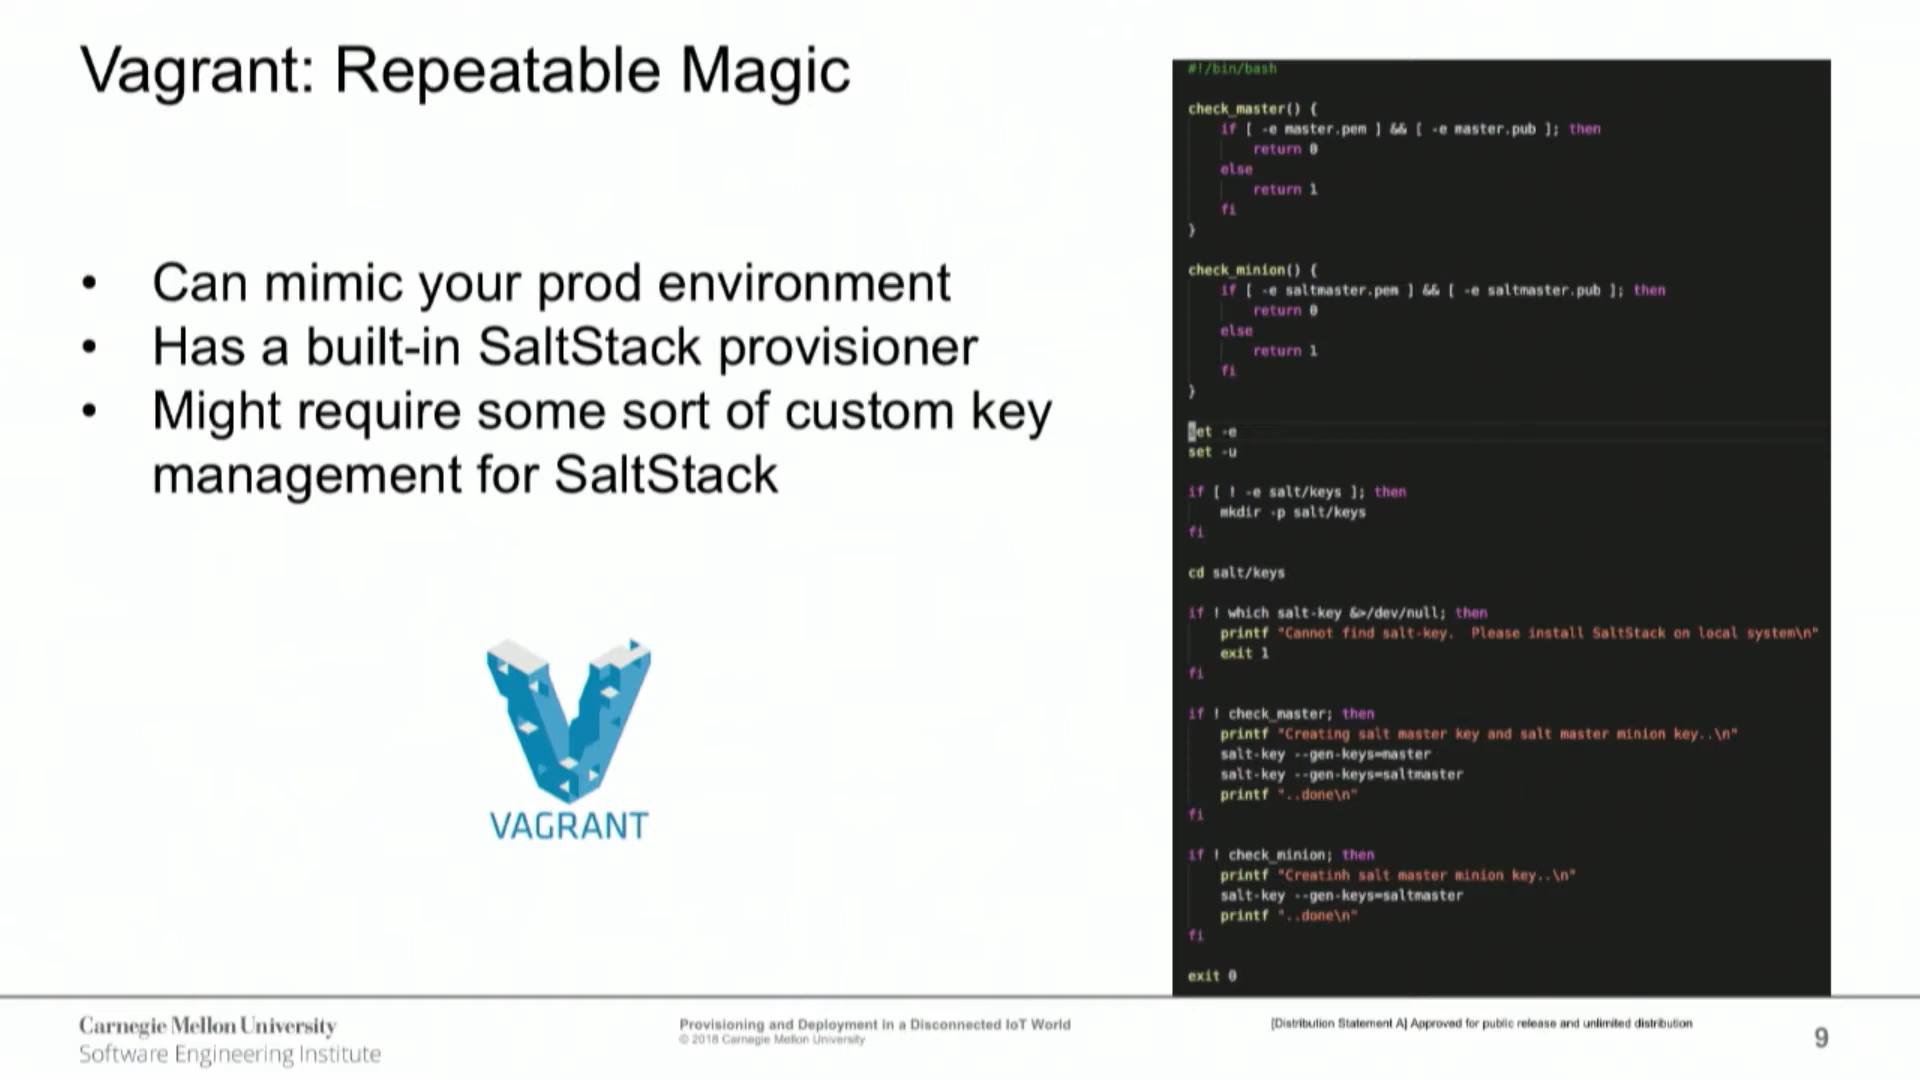 Vagrant: Repeatable Magic
• Can mimic your prod environment
• Has a built-in SaltStack provisioner
• Might require some sort of custom key
management for SaltStack
VAGRANT
#!/bin/bash
check_master() {
if [ -e master.pem ] && [ -e master.pub ]; then
return 0
else
return 1
fi
}
check_minion() {
if [ -e saltmaster.pem ] && [ -e saltmaster.pub ]; then
return 0
else
return 1
fi
}
set -e
set -u
if [ ! -e salt/keys ]; then
mkdir -p salt/keys
fi
cd salt/keys
if ! which salt-key &>/dev/null; then
printf "Cannot find salt-key.  Please install SaltStack on local system\n"
exit 1
fi
if ! check_master; then
printf "Creating salt master key and salt master minion key..\n"
salt-key --gen-keys=master
salt-key --gen-keys=saltmaster
printf "..done\n"
fi
if ! check_minion; then
printf "Creatinh salt master minion key..\n"
salt-key --gen-keys=saltmaster
printf "..done\n"
fi
exit 0
Carnegie Mellon University
Software Engineering Institute
Provisioning and Deployment in a Disconnected IoT World
© 2018 Carnegie Mellon University
[Distribution Statement A] Approved for public release and unlimited distribution
9